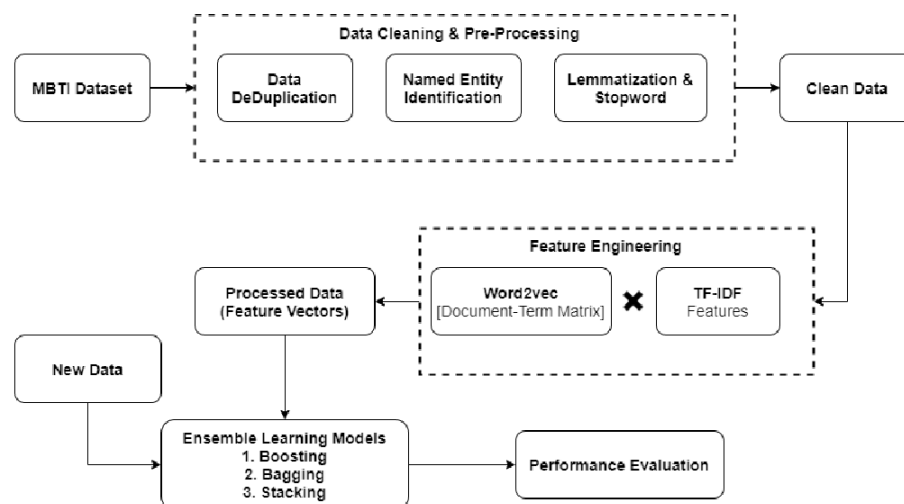 Data Cleaning & Pre-Processing
MBTI Dataset
Data
DeDuplication
Named Entity
Identification
Lemmatization &
Stopword
Clean Data
Feature Engineering
Processed Data
(Feature Vectors)
Word2vec
[Document-Term Matrix]
TF-IDF
Features
New Data
Ensemble Learning Models
1. Boosting
2. Bagging
3. Stacking
Performance Evaluation